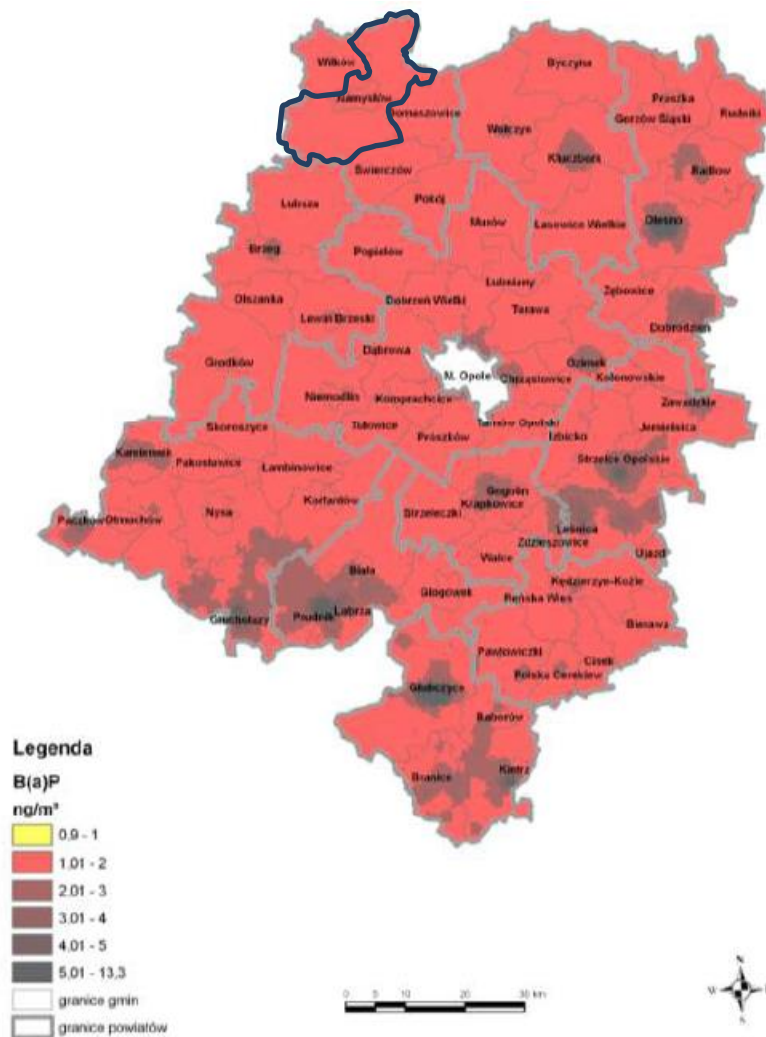 Wilków
Byczyna
Namysłów
Domaszowice
Praszka
Rudniki
Gorzów Śląski
Wołczyn
Kluczbork
Radłów
Świerczów
Pokój
Lubsza
Murów
Lasowice Wielkie
Olesno
Brzeg
Popielów
Łubniany
Zębowice
Olszanka
Dobrzeń Wielki
Turawa
Lewin Brzeski
Dobrodzień
Dąbrowa
Grodków
M. Opole
Chrząstowice
Ozimek
Kolonowskie
Niemodlin
Komprachcice
Zawadzkie
Tułowice
Tarnów Opolski
Jemielnica
Skoroszyce
Prószków
Izbicko
Kamiennik
Pakosławice
Łambinowice
Strzelce Opolskie
Korfantów
Gogolin
Krapkowice
Strzeleczki
Paczków
Otmuchów
Nysa
Leśnica
Zdzieszowice
Walce
Ujazd
Biała
Kędzierzyn-Koźle
Głogówek
Reńska Wieś
Głuchołazy
Prudnik
Lubrza
Bierawa
Pawłowiczki
Cisek
Polska Cerekiew
Głubczyce
Baborów
Branice
Kietrz
Legenda
B(a)P
ng/m³
0,9 - 1
1,01 - 2
2,01 - 3
3,01 - 4
4,01 - 5
5,01 - 13,3
granice gmin
granice powiatów
0 5 10 20 30 km
N
W
S